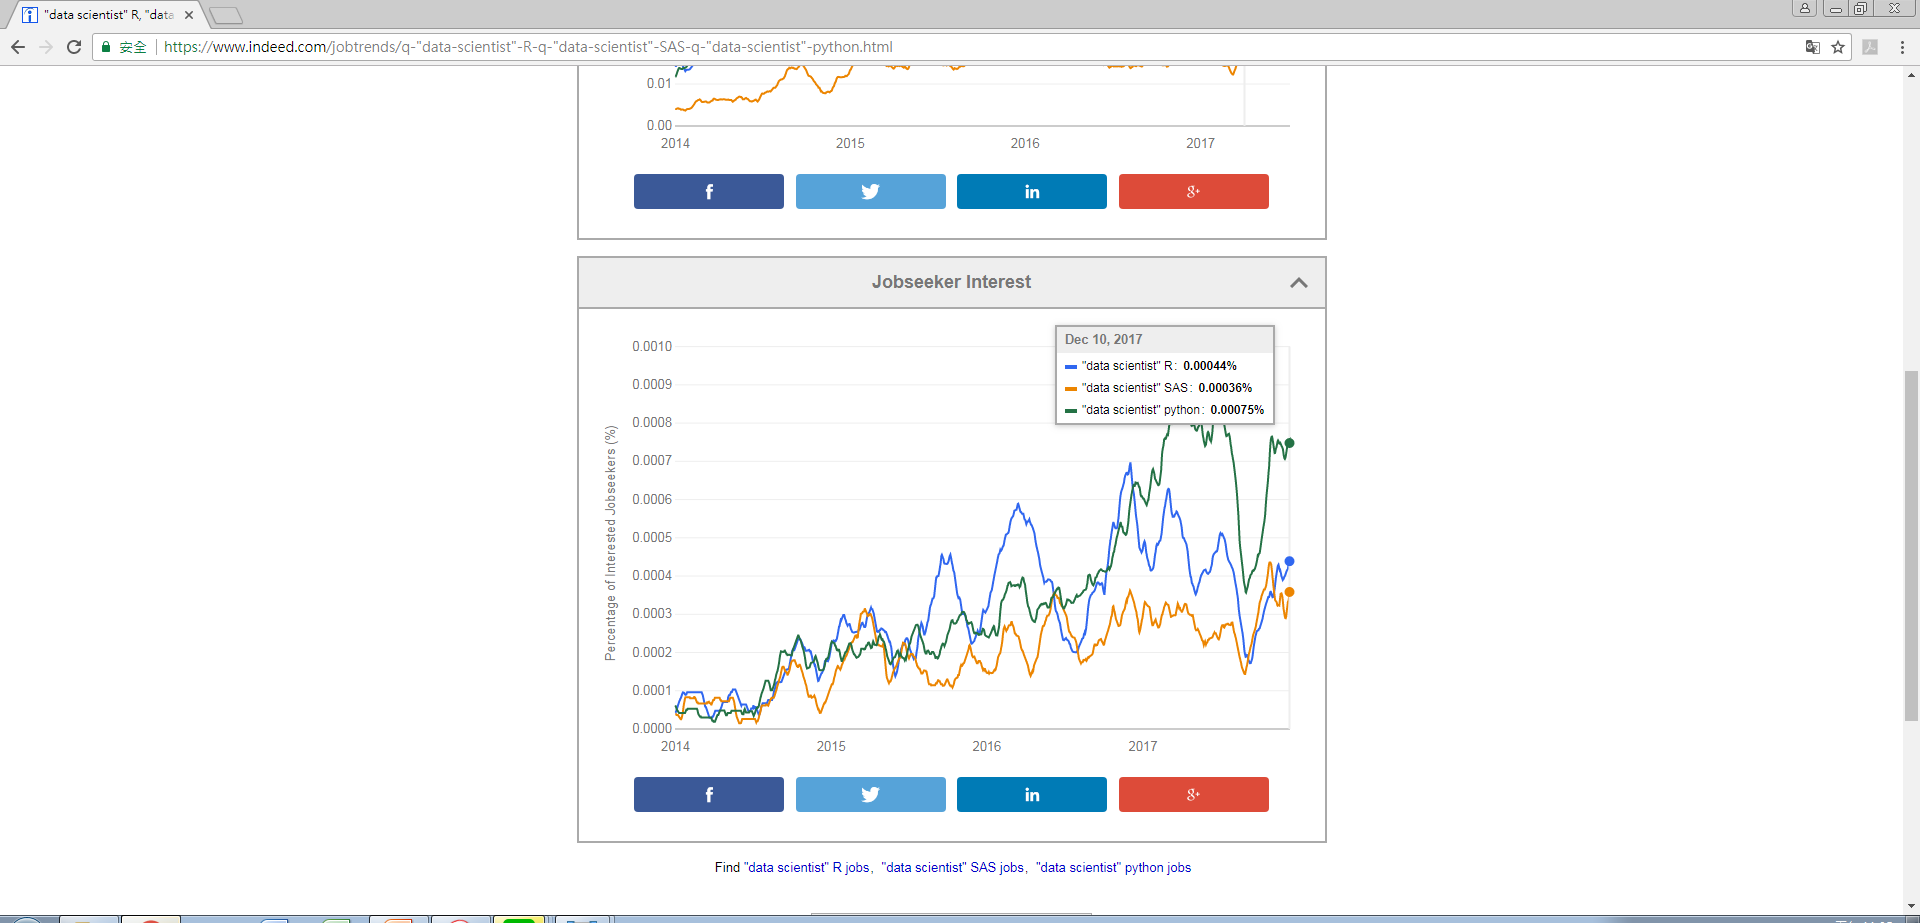 "data scientist" R, "data
安全 https://www.indeed.com/jobtrends/q-"data-scientist"-R-q-"data-scientist"-SAS-q-"data-scientist"-python.html
0.01
0.00
2014 2015 2016 2017
f in g+
Jobseeker Interest
Dec 10, 2017
"data scientist" R: 0.00044%
"data scientist" SAS: 0.00036%
"data scientist" python: 0.00075%
Percentage of Interested Jobseekers (%)
0.0010
0.0009
0.0008
0.0007
0.0006
0.0005
0.0004
0.0003
0.0002
0.0001
0.0000
2014 2015 2016 2017
f in g+
Find "data scientist" R jobs, "data scientist" SAS jobs, "data scientist" python jobs